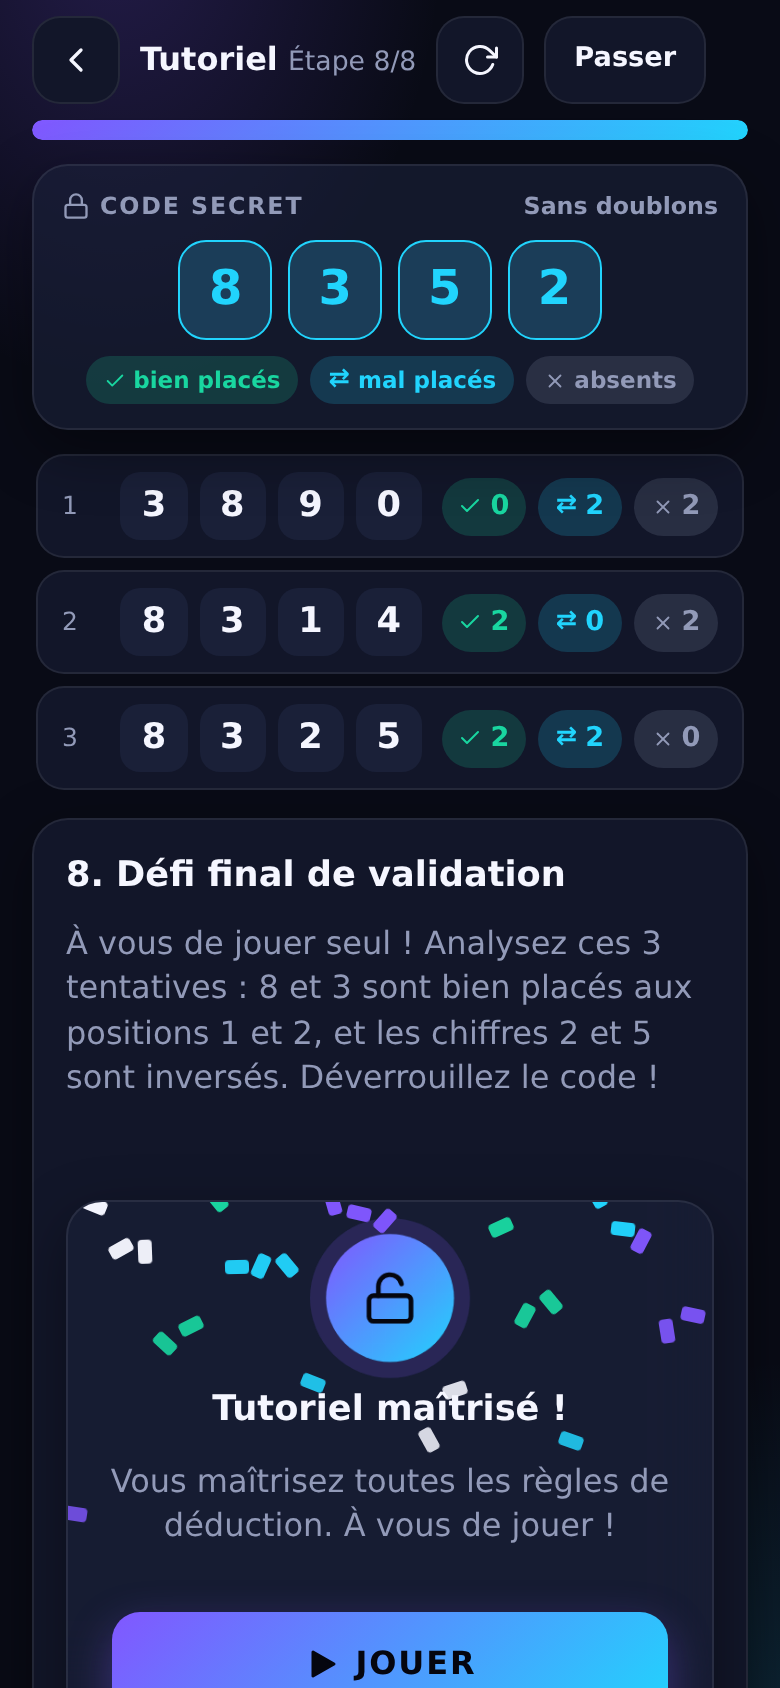 Tutoriel Étape 8/8 Passer
CODE SECRET Sans doublons
8 3 5 2
✓ bien placés ⇄ mal placés × absents
1 3 8 9 0 ✓ 0 ⇄ 2 × 2
2 8 3 1 4 ✓ 2 ⇄ 0 × 2
3 8 3 2 5 ✓ 2 ⇄ 2 × 0
8. Défi final de validation
À vous de jouer seul ! Analysez ces 3
tentatives : 8 et 3 sont bien placés aux
positions 1 et 2, et les chiffres 2 et 5
sont inversés. Déverrouillez le code !
Tutoriel maîtrisé !
Vous maîtrisez toutes les règles de
déduction. À vous de jouer !
JOUER